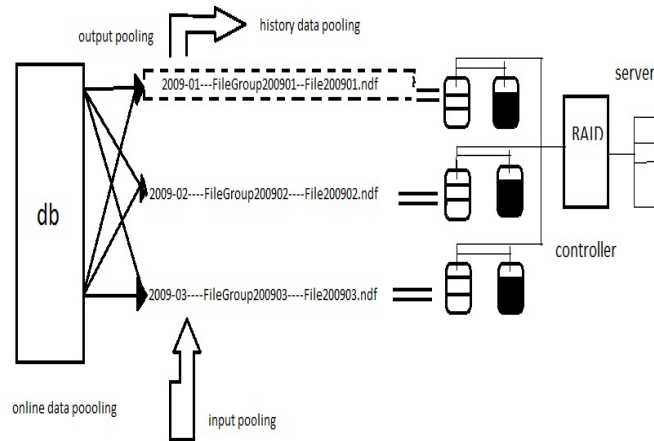 output pooling
history data pooling
2009-01---FileGroup200901--File200901.ndf
server
RAID
db
2009-02----FileGroup200902----File200902.ndf
controller
2009-03----FileGroup200903----File200903.ndf
online data poooling
input pooling